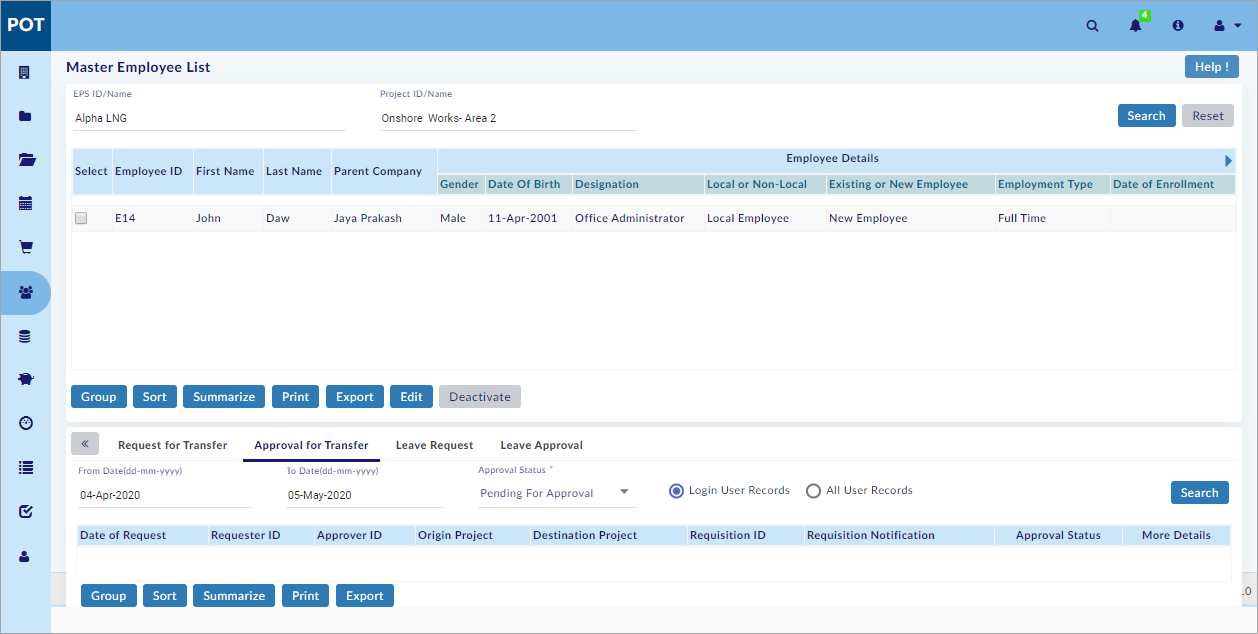 POT
4
Master Employee List
Help !
EPS ID/Name Project ID/Name
Alpha LNG Onshore Works- Area 2
Search Reset
Employee Details
Select Employee ID First Name Last Name Parent Company
Gender Date Of Birth Designation Local or Non-Local Existing or New Employee Employment Type Date of Enrollment
E14 John Daw Jaya Prakash Male 11-Apr-2001 Office Administrator Local Employee New Employee Full Time
Group Sort Summarize Print Export Edit Deactivate
« Request for Transfer Approval for Transfer Leave Request Leave Approval
From Date(dd-mm-yyyy) To Date(dd-mm-yyyy) Approval Status *
04-Apr-2020 05-May-2020 Pending For Approval Login User Records All User Records
Search
Date of Request Requester ID Approver ID Origin Project Destination Project Requisition ID Requisition Notification Approval Status More Details
Group Sort Summarize Print Export
.0